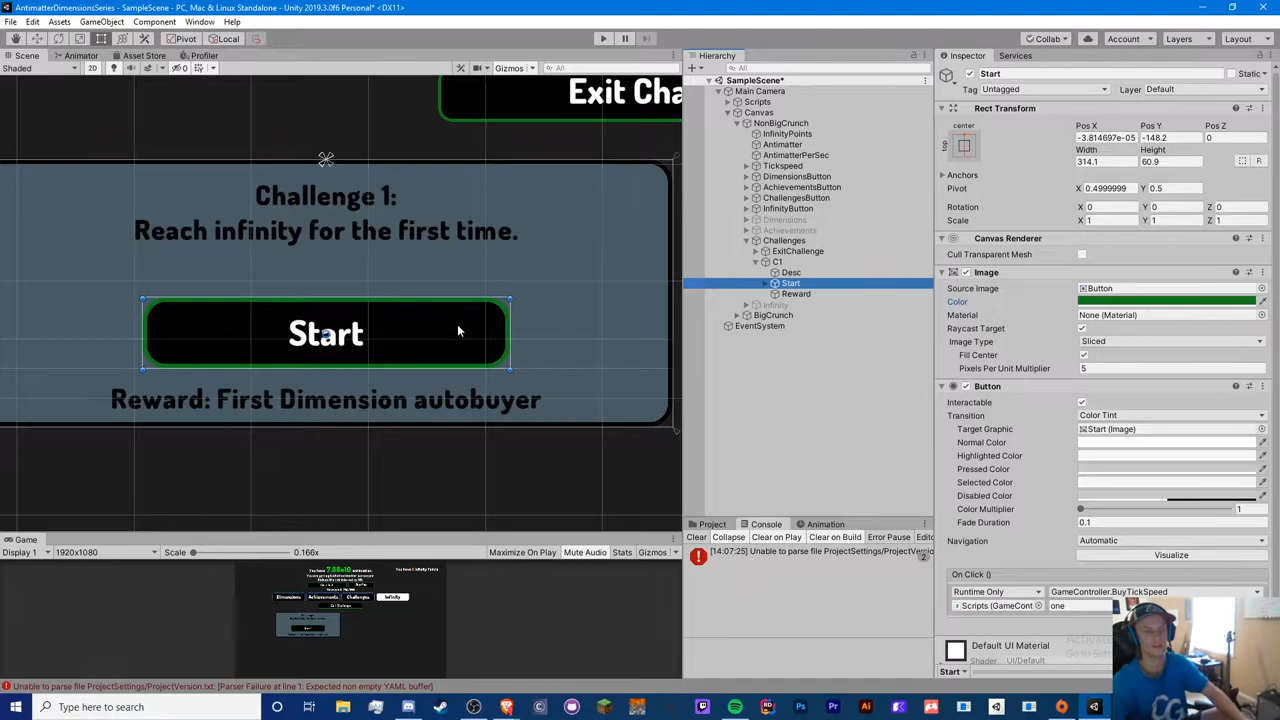 AntimatterDimensionsSeries - SampleScene - PC, Mac & Linux Standalone - Unity 2019.3.0f6 Personal* <DX11>
File Edit Assets GameObject Component Window Help
Pivot Local Collab Account Layers Layout
Scene Animator Asset Store Profiler
Shaded 2D 0 Gizmos All
Exit Cha
Challenge 1:
Reach infinity for the first time.
Start
Reward: First Dimension autobuyer
Game
Display 1 1920x1080 Scale 0.166x Maximize On Play Mute Audio Stats Gizmos
Dimensions Achievements Challenges Infinity
Hierarchy
All
SampleScene*
Main Camera
Scripts
Canvas
NonBigCrunch
InfinityPoints
Antimatter
AntimatterPerSec
Tickspeed
DimensionsButton
AchievementsButton
ChallengesButton
InfinityButton
Dimensions
Achievements
Challenges
ExitChallenge
C1
Desc
Start
Reward
Infinity
BigCrunch
EventSystem
Project Console Animation
Clear Collapse Clear on Play Clear on Build Error Pause Edito
[14:07:25] Unable to parse file ProjectSettings/ProjectVersio
2
Inspector Services
Start Static
Tag Untagged Layer Default
Rect Transform
center Pos X Pos Y Pos Z
top -3.814697e-05 -148.2 0
Width Height
314.1 60.9 R
Anchors
Pivot X 0.4999999 Y 0.5
Rotation X 0 Y 0 Z 0
Scale X 1 Y 1 Z 1
Canvas Renderer
Cull Transparent Mesh
Image
Source Image Button
Color
Material None (Material)
Raycast Target
Image Type Sliced
Fill Center
Pixels Per Unit Multiplier 5
Button
Interactable
Transition Color Tint
Target Graphic Start (Image)
Normal Color
Highlighted Color
Pressed Color
Selected Color
Disabled Color
Color Multiplier 1
Fade Duration 0.1
Navigation Automatic
Visualize
On Click ()
Runtime Only GameController.BuyTickSpeed
Scripts (GameCont one
Default UI Material
Shader UI/Default
Start
Unable to parse file ProjectSettings/ProjectVersion.txt: [Parser Failure at line 1: Expected non empty YAML buffer]
Type here to search